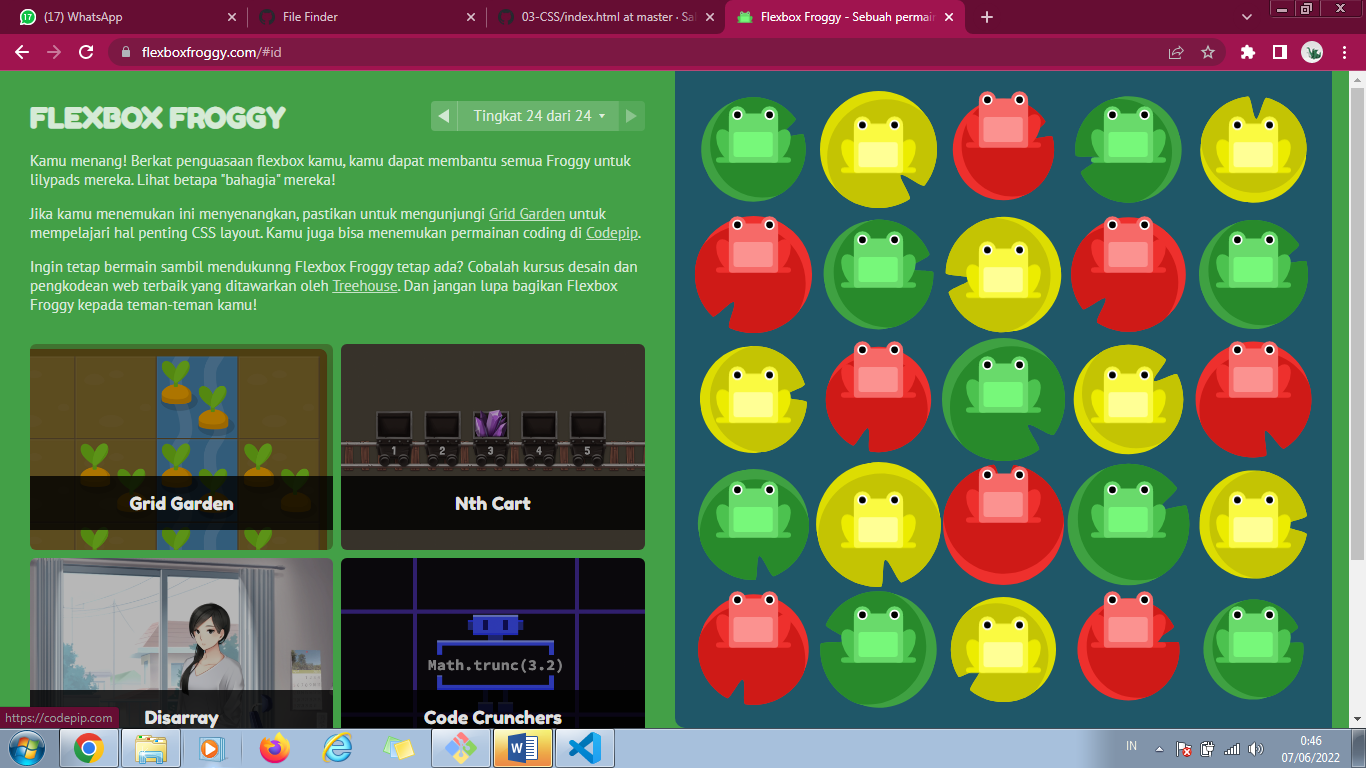 (17) WhatsApp
File Finder
03-CSS/index.html at master · Sal
Flexbox Froggy - Sebuah permain
flexboxfroggy.com/#id
FLEXBOX FROGGY
Tingkat 24 dari 24
Kamu menang! Berkat penguasaan flexbox kamu, kamu dapat membantu semua Froggy untuk
lilypads mereka. Lihat betapa "bahagia" mereka!
Jika kamu menemukan ini menyenangkan, pastikan untuk mengunjungi Grid Garden untuk
mempelajari hal penting CSS layout. Kamu juga bisa menemukan permainan coding di Codepip.
Ingin tetap bermain sambil mendukunng Flexbox Froggy tetap ada? Cobalah kursus desain dan
pengkodean web terbaik yang ditawarkan oleh Treehouse. Dan jangan lupa bagikan Flexbox
Froggy kepada teman-teman kamu!
1 2 3 4 5
Grid Garden
Nth Cart
Math.trunc(3.2)
Disarray
Code Crunchers
https://codepip.com
IN
0:46
07/06/2022